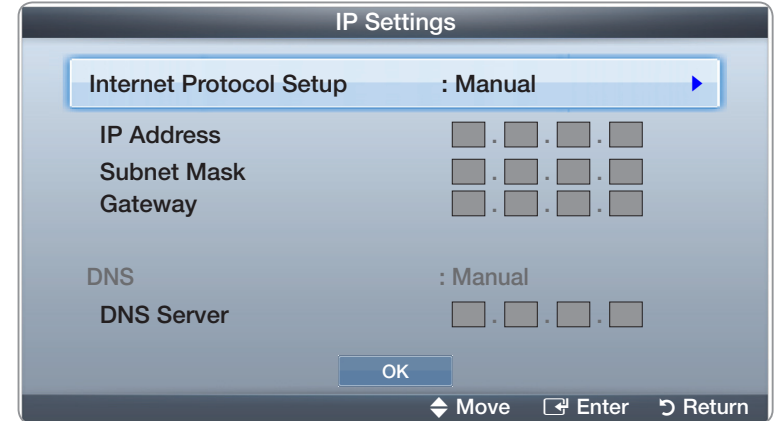 IP Settings
Internet Protocol Setup : Manual
IP Address . . .
Subnet Mask . . .
Gateway . . .
DNS : Manual
DNS Server . . .
OK
Move Enter Return